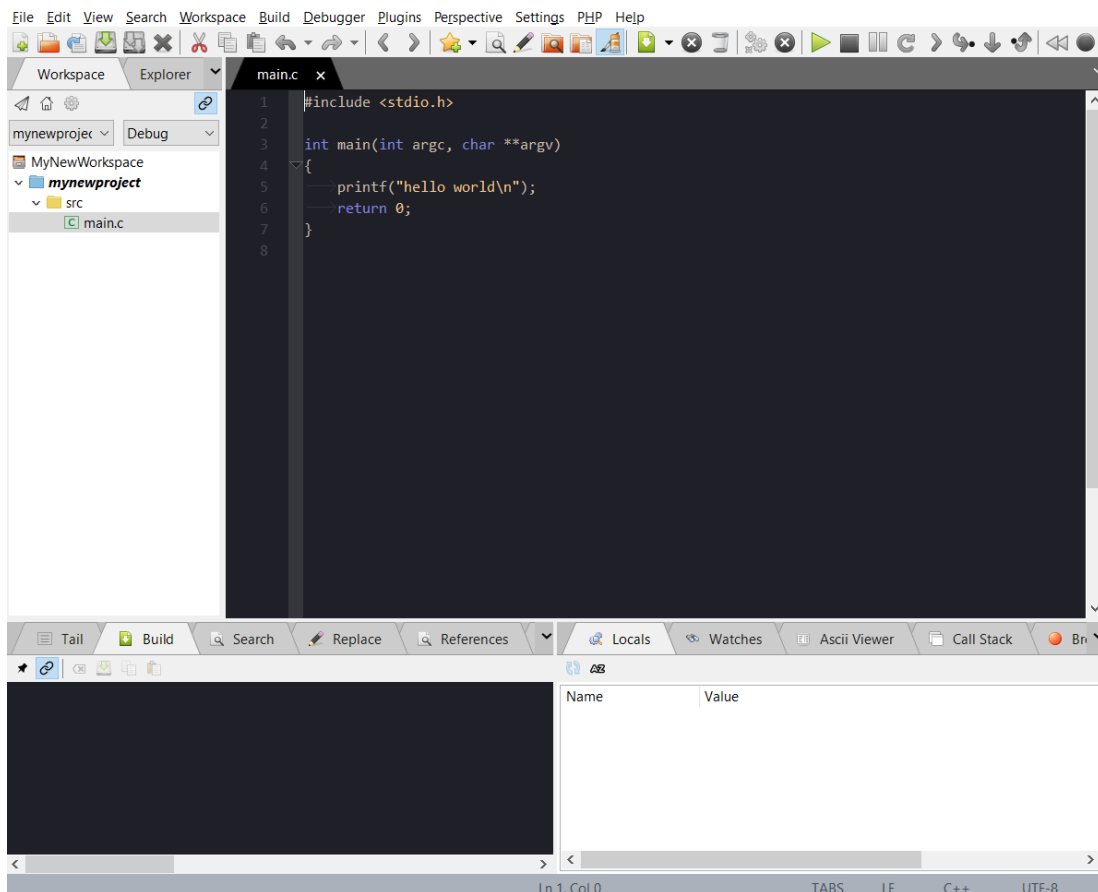 File Edit View Search Workspace Build Debugger Plugins Perspective Settings PHP Help
Workspace Explorer main.c
mynewprojec Debug
MyNewWorkspace
mynewproject
src
main.c
1 #include <stdio.h>
2
3 int main(int argc, char **argv)
4 {
5 printf("hello world\n");
6 return 0;
7 }
8
Tail Build Search Replace References
Locals Watches Ascii Viewer Call Stack
Name Value
Ln 1, Col 0 TABS LF C++ UTF-8